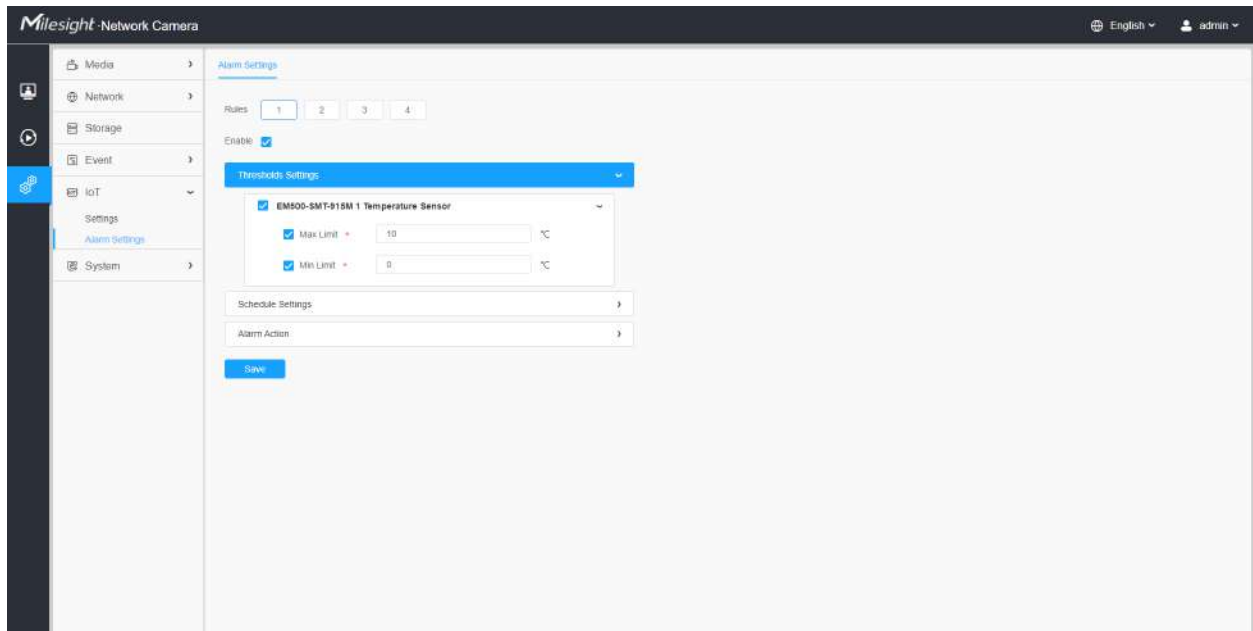 Milesight ·Network Camera
English
admin
Media
Network
Storage
Event
IoT
Settings
Alarm Settings
System
Alarm Settings
Rules 1 2 3 4
Enable
Thresholds Settings
EM500-SMT-915M 1 Temperature Sensor
Max Limit * 10 ℃
Min Limit * 0 ℃
Schedule Settings
Alarm Action
Save